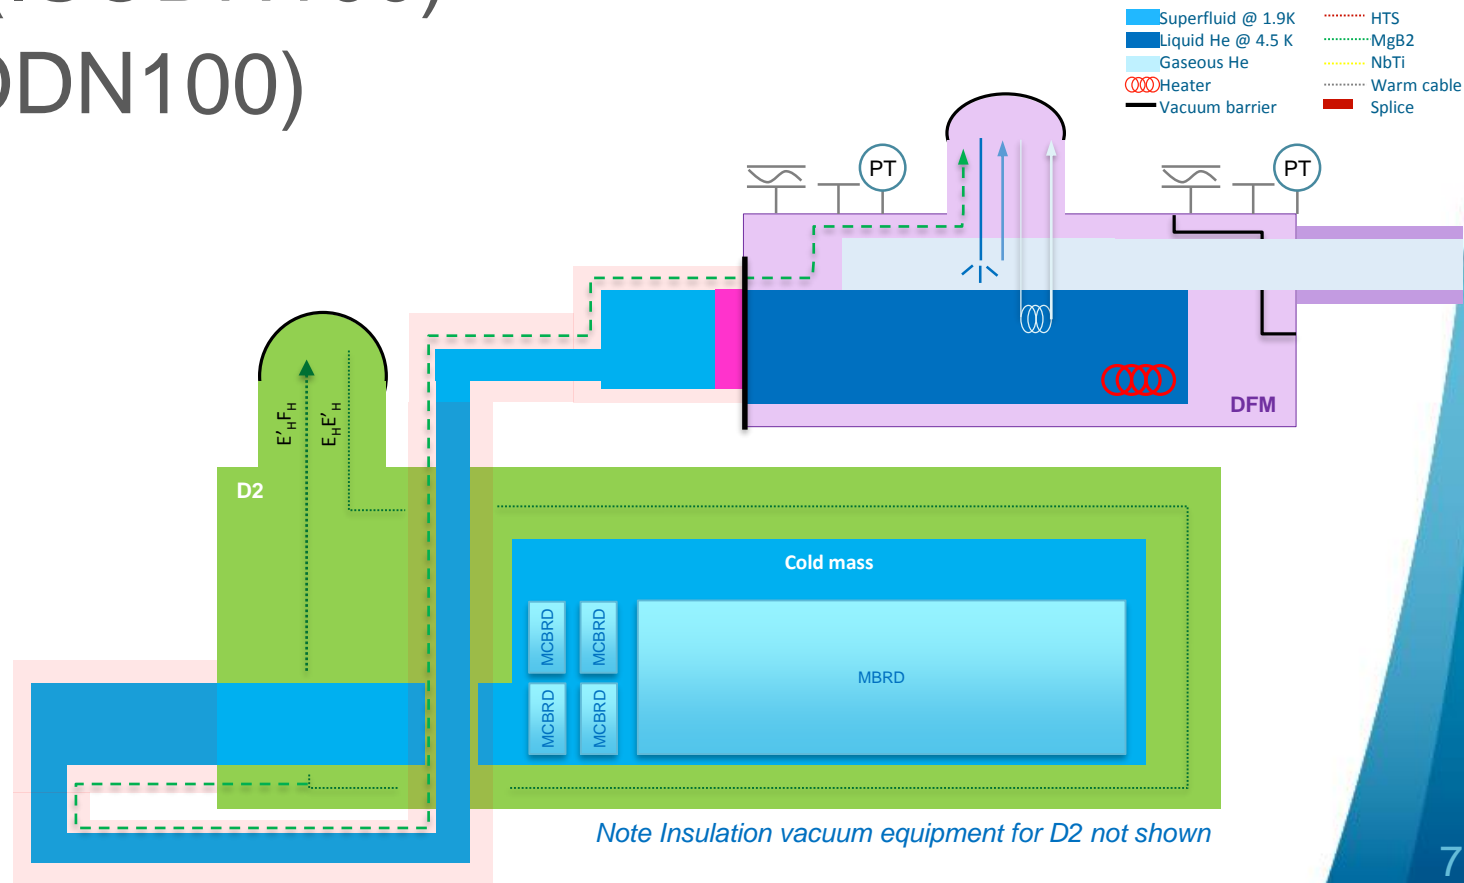 DN100)
Superfluid @ 1.9K
Liquid He @ 4.5 K
Gaseous He
Heater
Vacuum barrier
HTS
MgB2
NbTi
Warm cable
Splice
PT
PT
DFM
E'HFH
EHE'H
D2
Cold mass
MCBRD
MCBRD
MCBRD
MCBRD
MBRD
Note Insulation vacuum equipment for D2 not shown
7